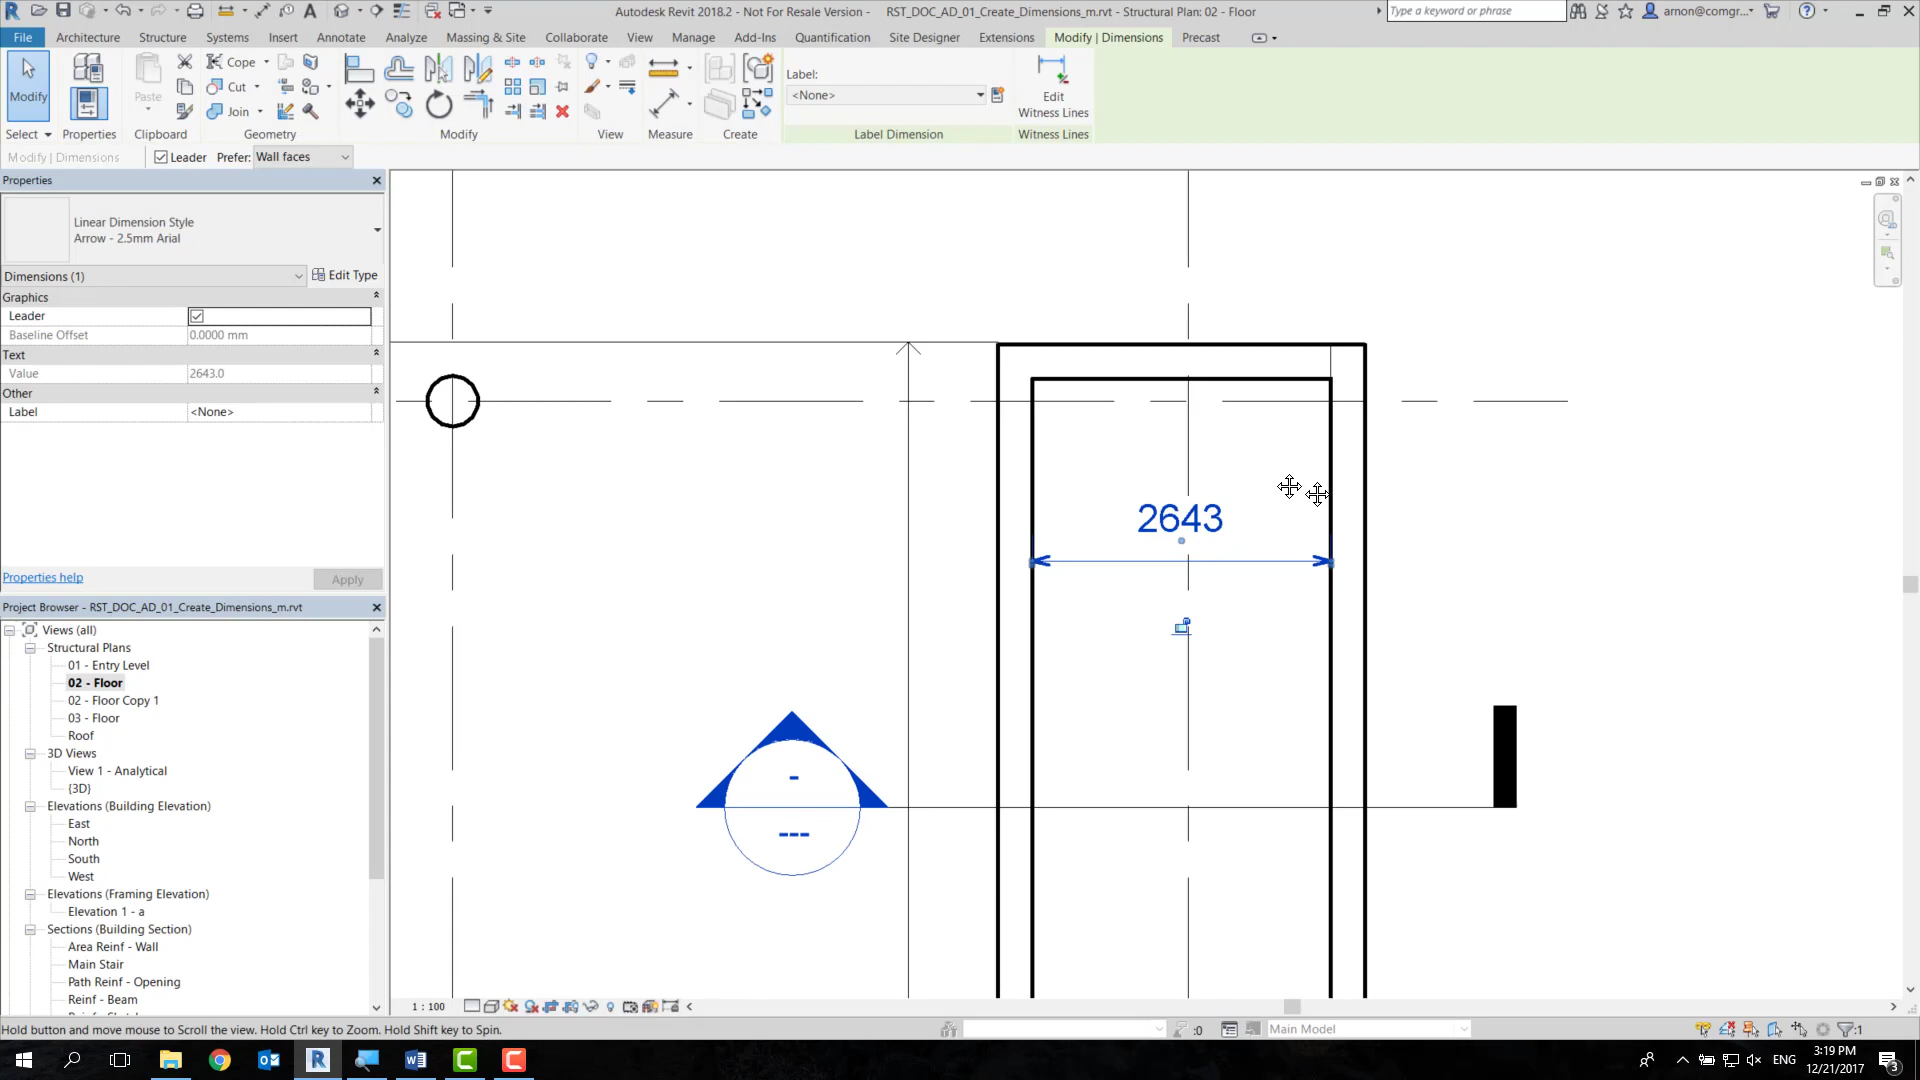 Autodesk Revit 2018.2 - Not For Resale Version - RST_DOC_AD_01_Create_Dimensions_m.rvt - Structural Plan: 02 - Floor
Type a keyword or phrase
arnon@comgr...
File Architecture Structure Systems Insert Annotate Analyze Massing & Site Collaborate View Manage Add-Ins Quantification Site Designer Extensions Modify | Dimensions Precast
Modify
Paste
Cope
Cut
Join
Label:
<None>
Edit
Witness Lines
Select Properties Clipboard Geometry Modify View Measure Create Label Dimension Witness Lines
Modify | Dimensions Leader Prefer: Wall faces
Properties
Linear Dimension Style
Arrow - 2.5mm Arial
Dimensions (1) Edit Type
Graphics
Leader
Baseline Offset 0.0000 mm
Text
Value 2643.0
Other
Label <None>
Properties help Apply
Project Browser - RST_DOC_AD_01_Create_Dimensions_m.rvt
Views (all)
Structural Plans
01 - Entry Level
02 - Floor
02 - Floor Copy 1
03 - Floor
Roof
3D Views
View 1 - Analytical
{3D}
Elevations (Building Elevation)
East
North
South
West
Elevations (Framing Elevation)
Elevation 1 - a
Sections (Building Section)
Area Reinf - Wall
Main Stair
Path Reinf - Opening
Reinf - Beam
2643
-
---
1 : 100
Hold button and move mouse to Scroll the view. Hold Ctrl key to Zoom. Hold Shift key to Spin.
:0
Main Model
:1
ENG
3:19 PM
12/21/2017
3